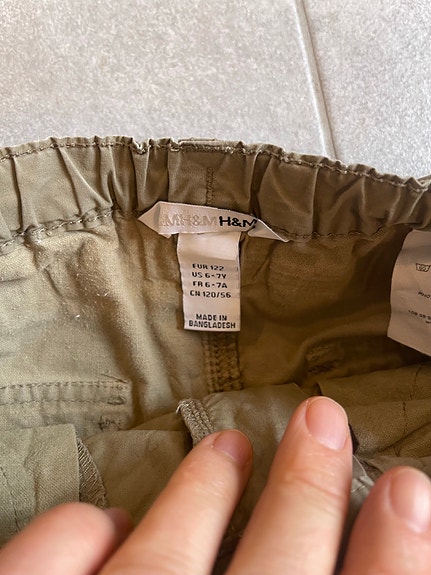 H&M H&M
EUR 122
US 6-7Y
FR 6-7A
CN 120/56
MADE IN
BANGLADESH